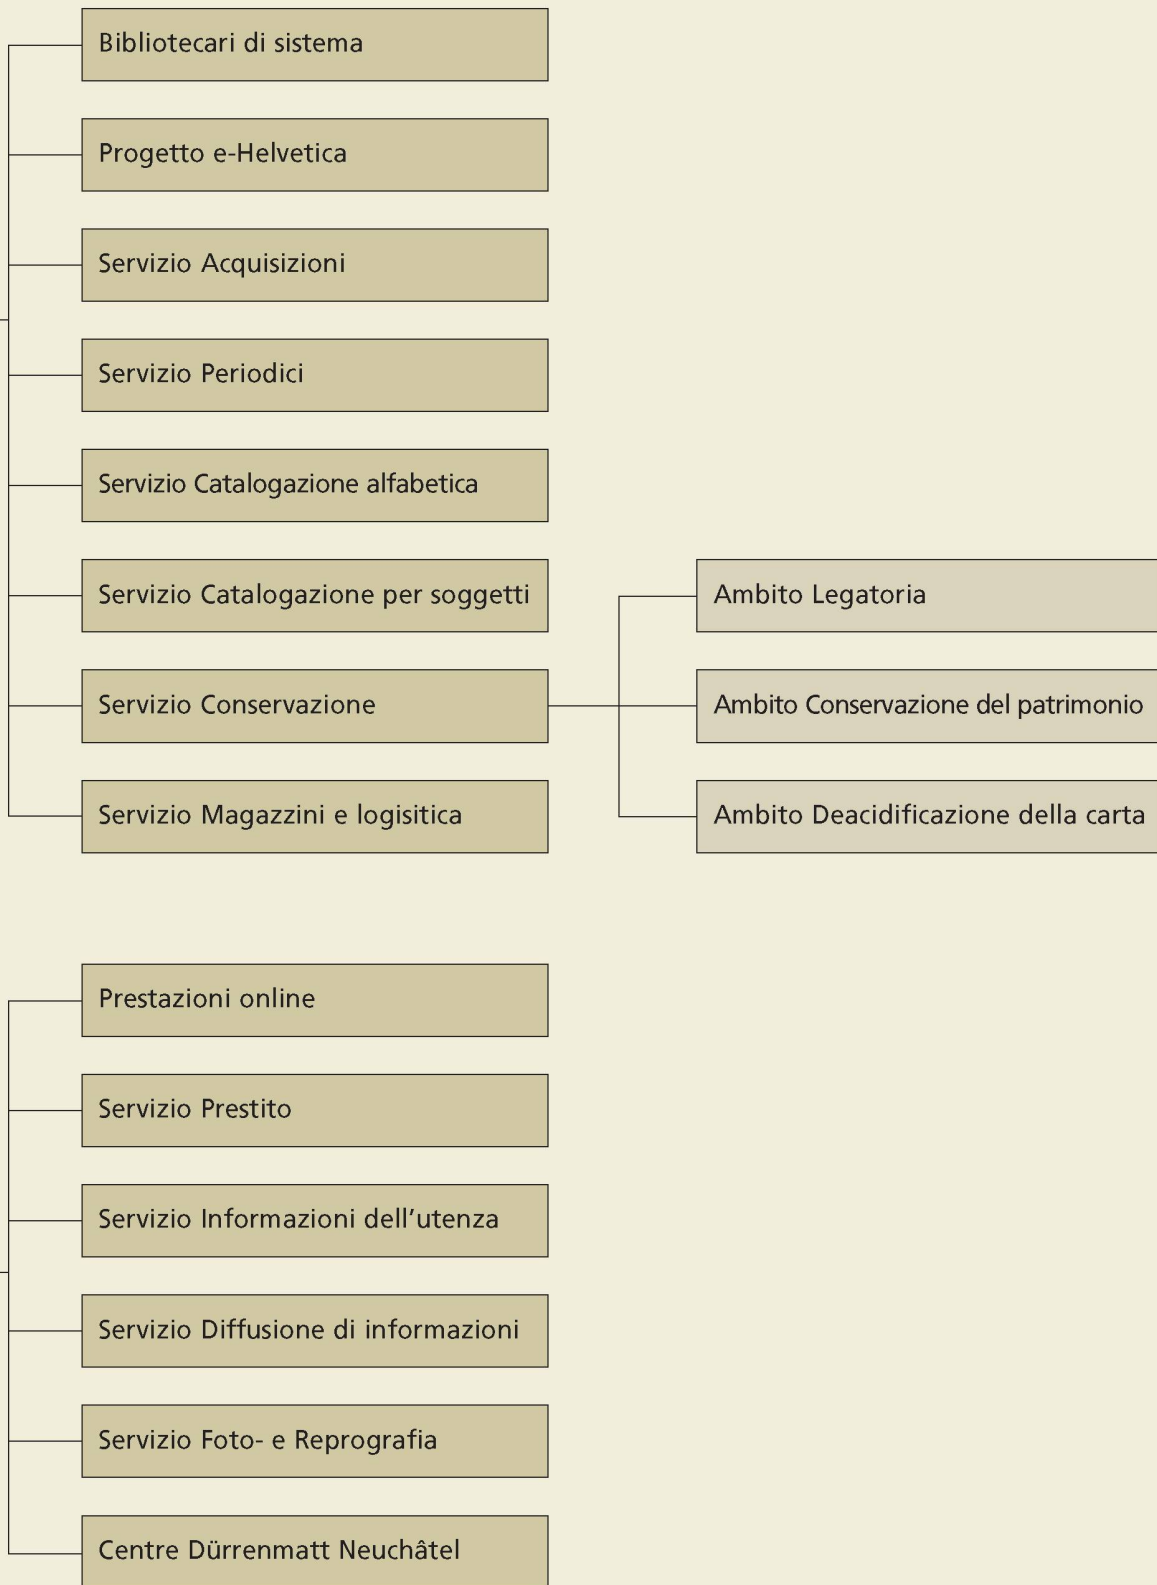 Bibliotecari di sistema
Progetto e-Helvetica
Servizio Acquisizioni
Servizio Periodici
Servizio Catalogazione alfabetica
Servizio Catalogazione per soggetti
Servizio Conservazione
Servizio Magazzini e logisitica
Ambito Legatoria
Ambito Conservazione del patrimonio
Ambito Deacidificazione della carta
Prestazioni online
Servizio Prestito
Servizio Informazioni dell'utenza
Servizio Diffusione di informazioni
Servizio Foto- e Reprografia
Centre Dürrenmatt Neuchâtel